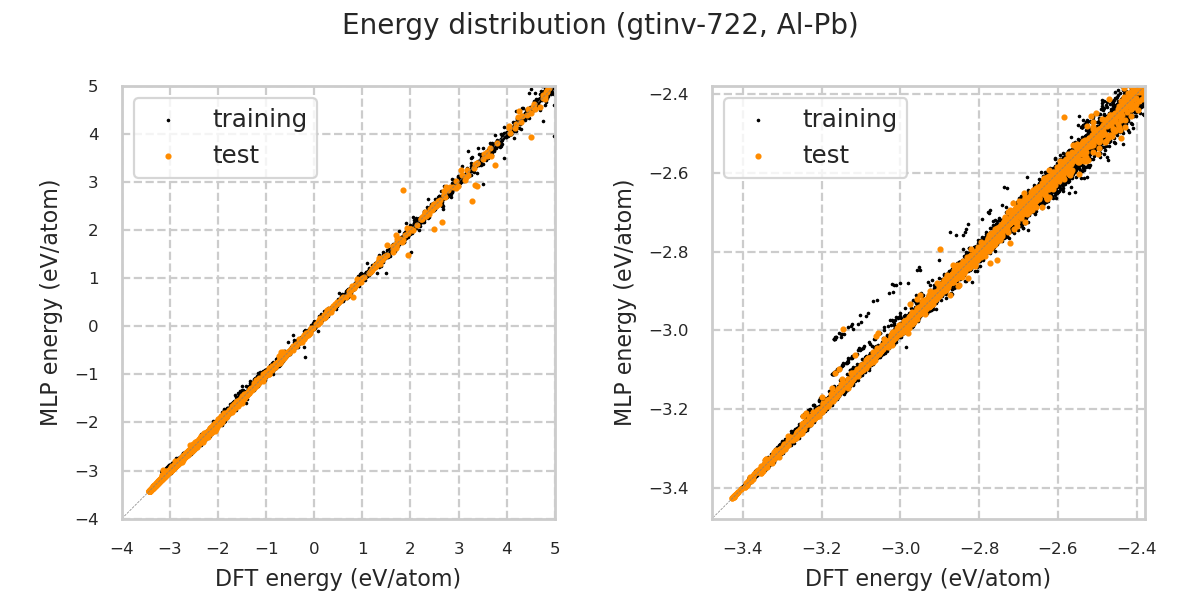 Energy distribution (gtinv-722, Al-Pb)
MLP energy (eV/atom)
5
4
3
2
1
0
−1
−2
−3
−4
training
test
−4 −3 −2 −1 0 1 2 3 4 5
DFT energy (eV/atom)
MLP energy (eV/atom)
−2.4
−2.6
−2.8
−3.0
−3.2
−3.4
training
test
−3.4 −3.2 −3.0 −2.8 −2.6 −2.4
DFT energy (eV/atom)